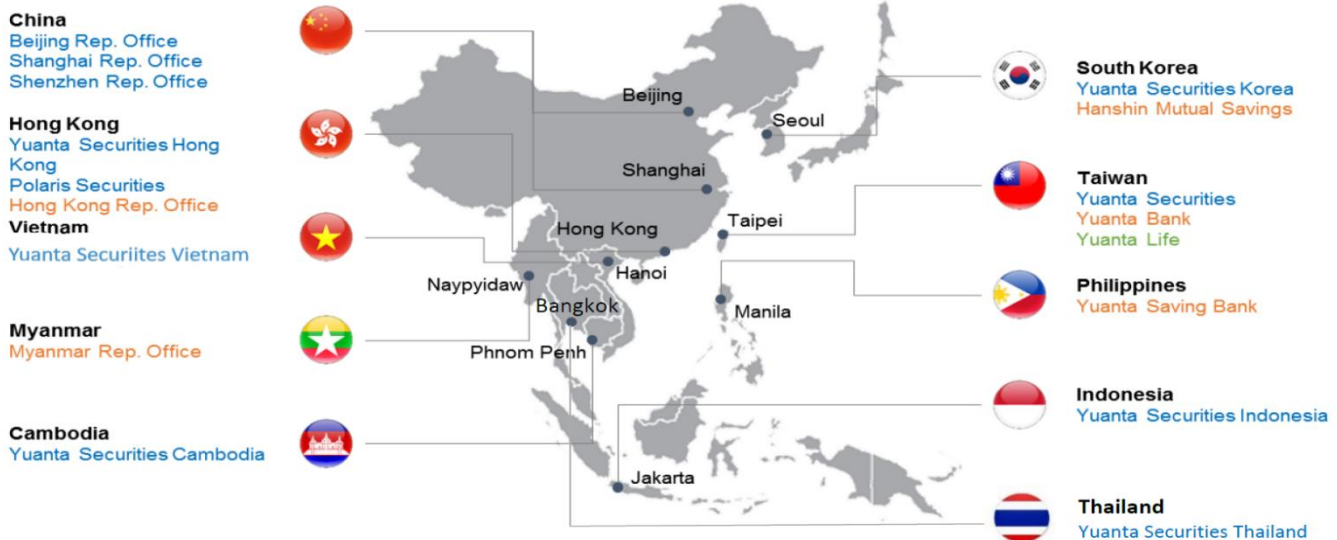 China
Beijing Rep. Office
Shanghai Rep. Office
Shenzhen Rep. Office
Hong Kong
Yuanta Securities Hong
Kong
Polaris Securities
Hong Kong Rep. Office
Vietnam
Yuanta Securiites Vietnam
Myanmar
Myanmar Rep. Office
Cambodia
Yuanta Securities Cambodia
Beijing
Seoul
Shanghai
Taipei
Hong Kong
Hanoi
Naypyidaw
Bangkok
Manila
Phnom Penh
Jakarta
South Korea
Yuanta Securities Korea
Hanshin Mutual Savings
Taiwan
Yuanta Securities
Yuanta Bank
Yuanta Life
Philippines
Yuanta Saving Bank
Indonesia
Yuanta Securities Indonesia
Thailand
Yuanta Securities Thailand